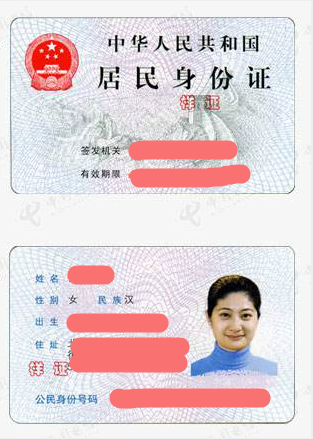 中华人民共和国
居民身份证
样 证
签发机关
有效期限
姓 名
性 别 女 民 族 汉
出 生
住 址
样 证
公民身份号码